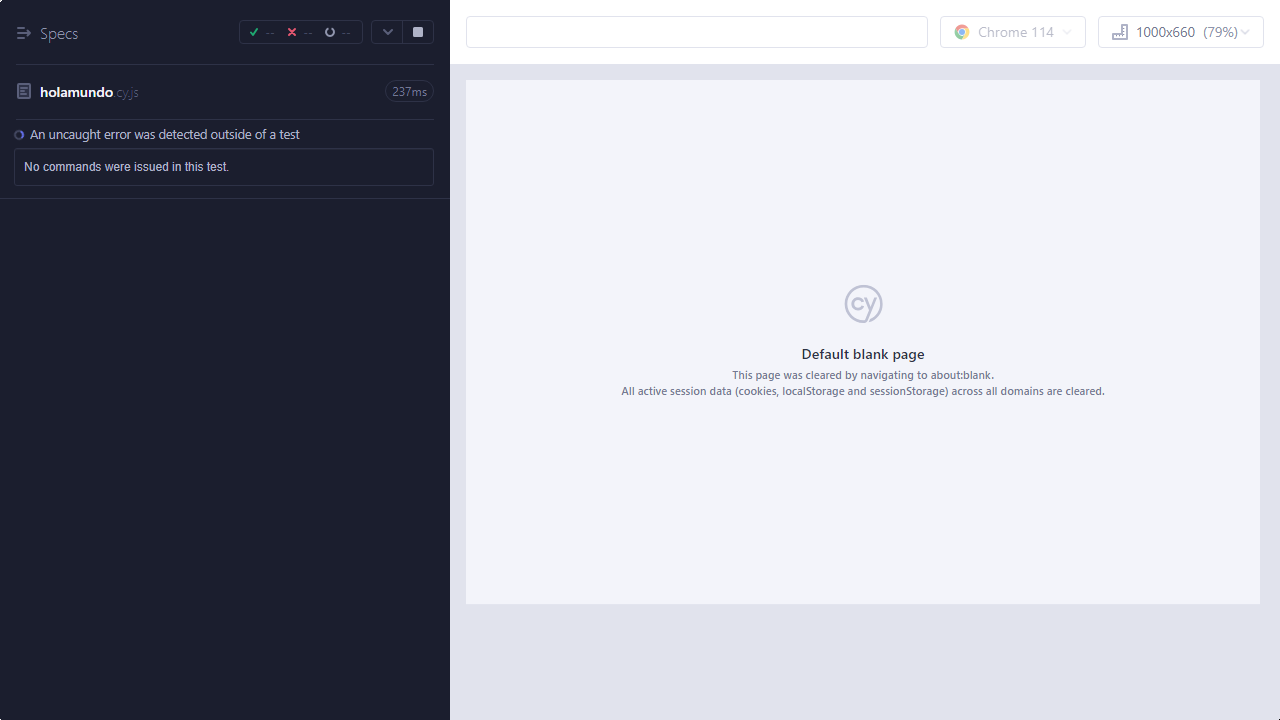 Specs
--
--
--
Chrome 114
1000x660 (79%)
holamundo.cy.js
237ms
An uncaught error was detected outside of a test
No commands were issued in this test.
cy
Default blank page
This page was cleared by navigating to about:blank.
All active session data (cookies, localStorage and sessionStorage) across all domains are cleared.